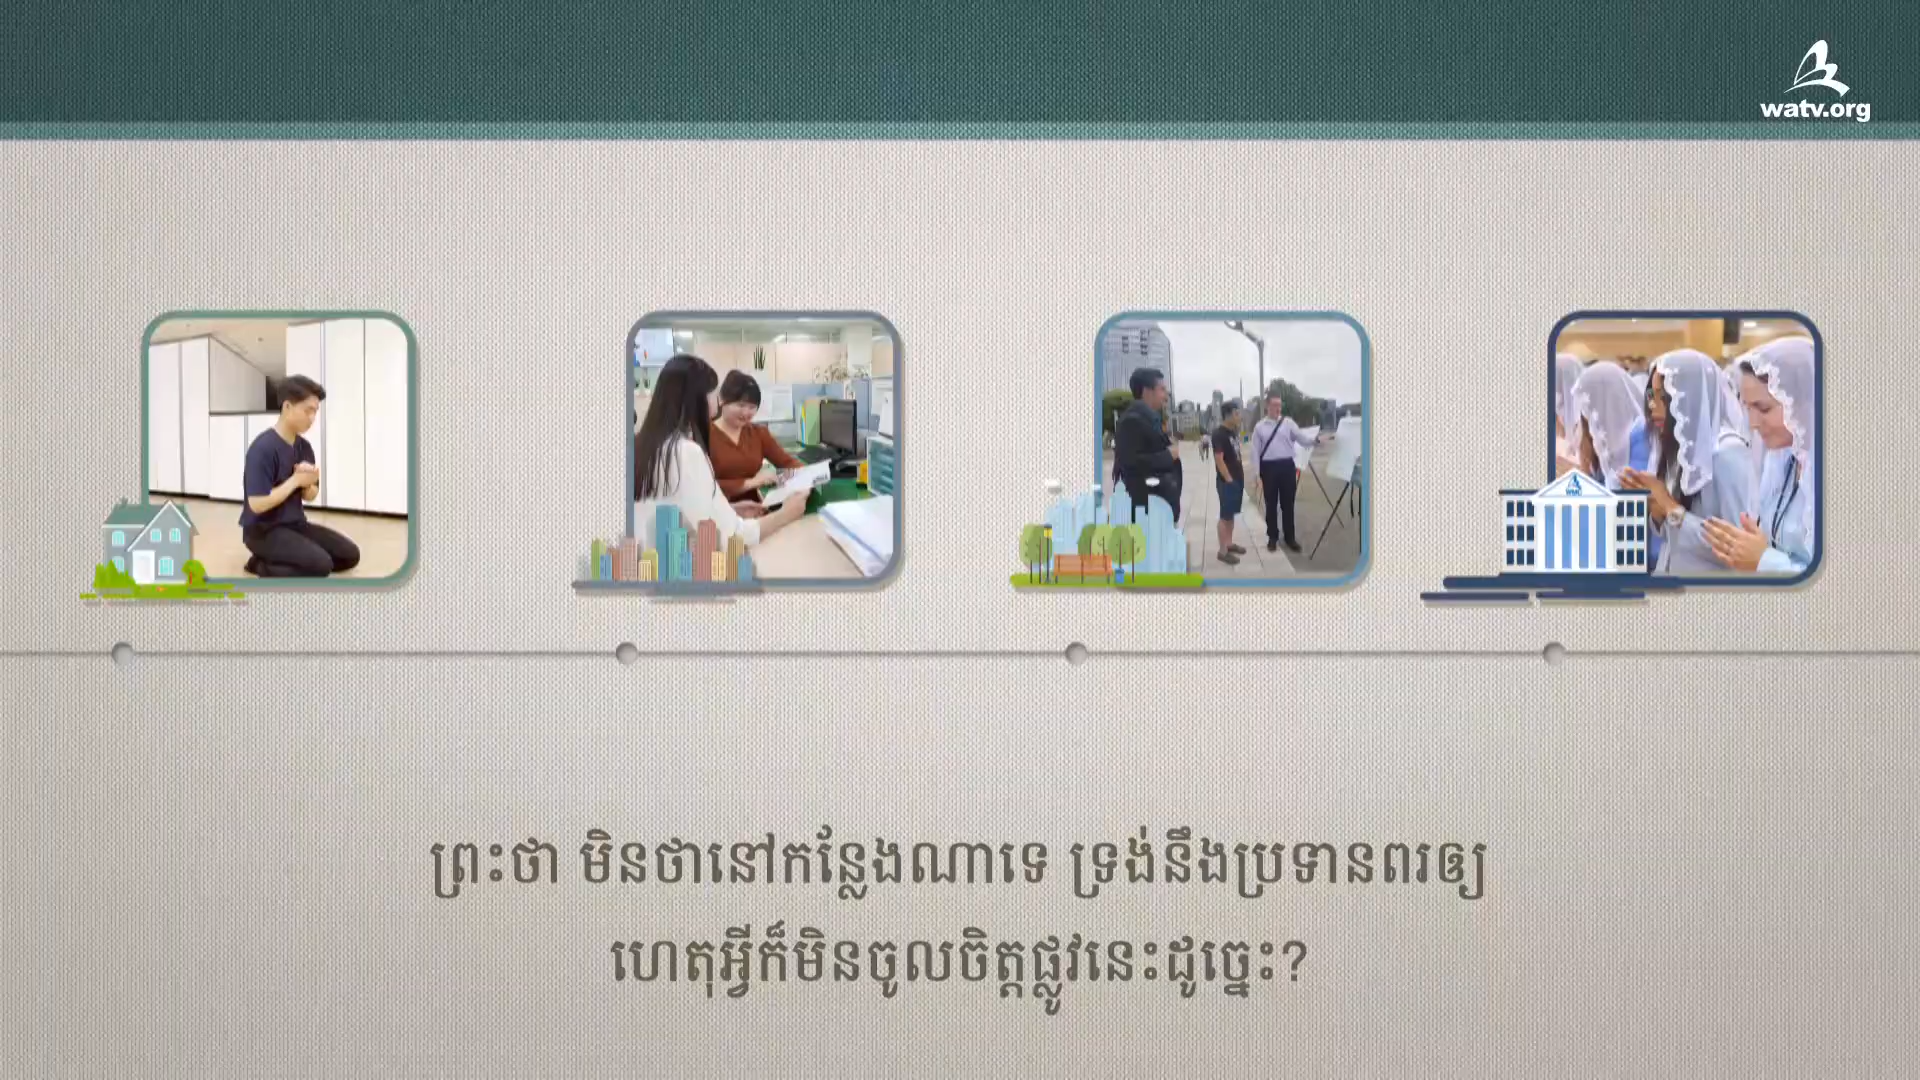 watv.org
ព្រះថា មិនថានៅកន្លែងណាទេ ទ្រង់នឹងប្រទានពរឲ្យ
ហេតុអ្វីក៏មិនចូលចិត្តផ្លូវនេះដូច្នេះ?